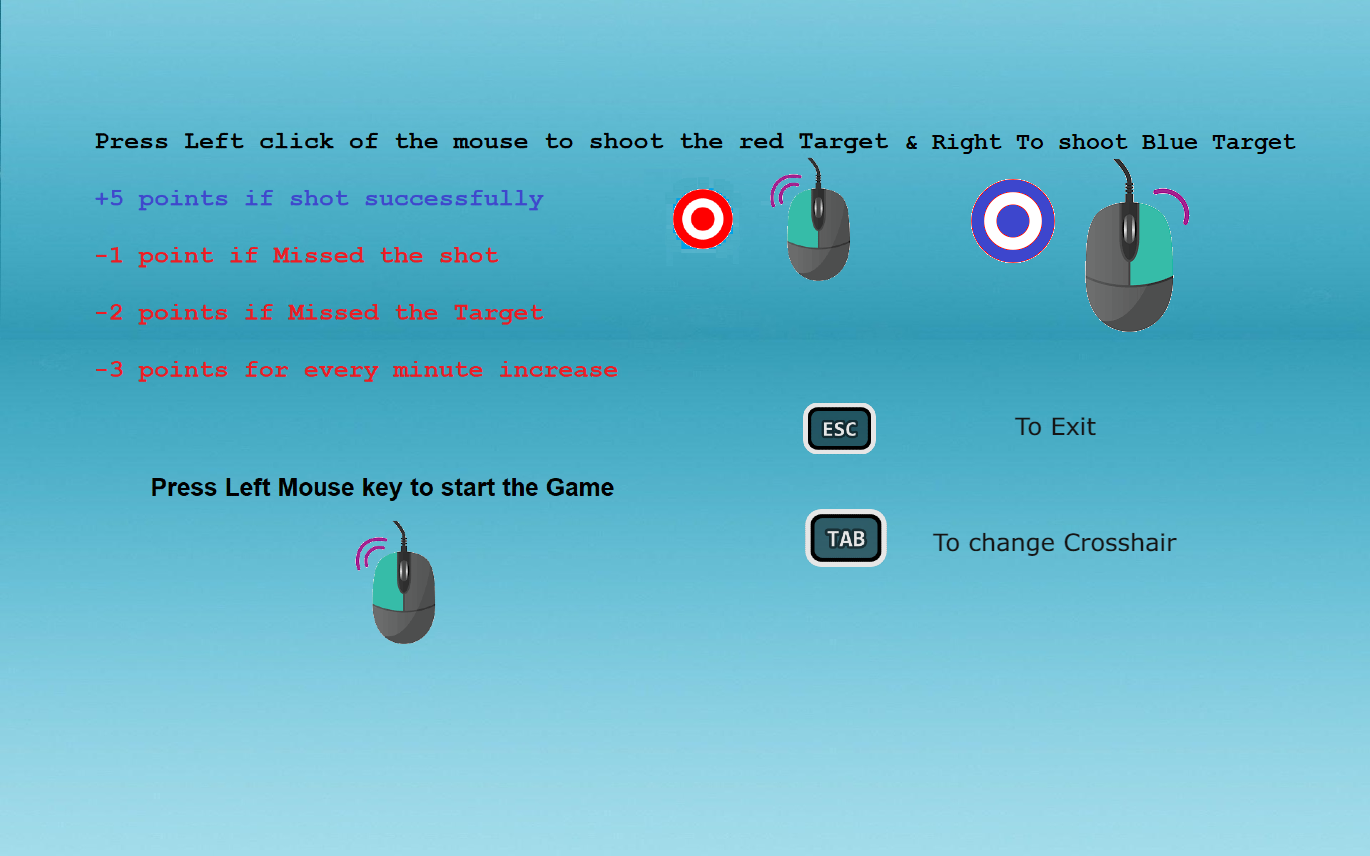 Press Left click of the mouse to shoot the red Target & Right To shoot Blue Target
+5 points if shot successfully
-1 point if Missed the shot
-2 points if Missed the Target
-3 points for every minute increase
ESC To Exit
Press Left Mouse key to start the Game
TAB To change Crosshair